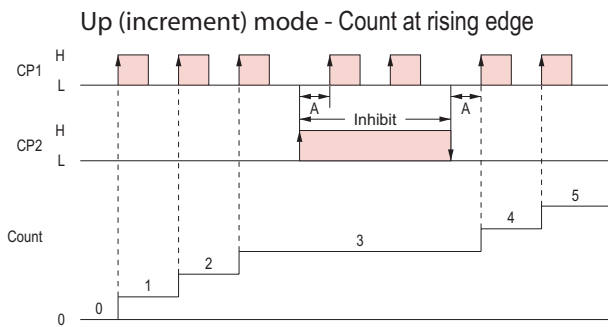 Up (increment) mode - Count at rising edge
H
CP1
L
A
A
Inhibit
H
CP2
L
5
4
Count
3
2
1
0
0